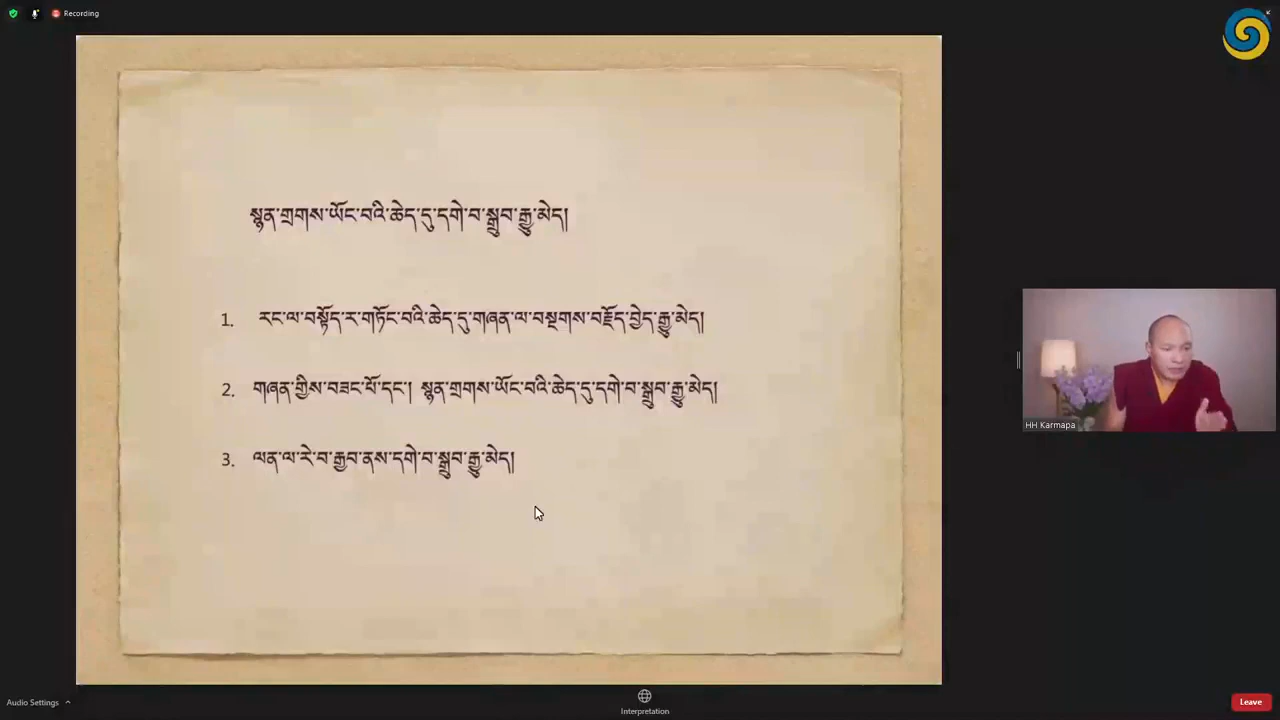 Recording
སྙན་གྲགས་ཡོང་བའི་ཆེད་དུ་དགེ་བ་སྒྲུབ་རྒྱུ་མེད།
1. རང་ལ་བསྟོད་ར་གཏོང་བའི་ཆེད་དུ་གཞན་ལ་བསྔགས་བརྗོད་བྱེད་རྒྱུ་མེད།
2. གཞན་གྱིས་བཟང་པོ་དང་། སྙན་གྲགས་ཡོང་བའི་ཆེད་དུ་དགེ་བ་སྒྲུབ་རྒྱུ་མེད།
3. ལན་ལ་རེ་བ་རྒྱབ་ནས་དགེ་བ་སྒྲུབ་རྒྱུ་མེད།
HH Karmapa
Audio Settings
Interpretation
Leave